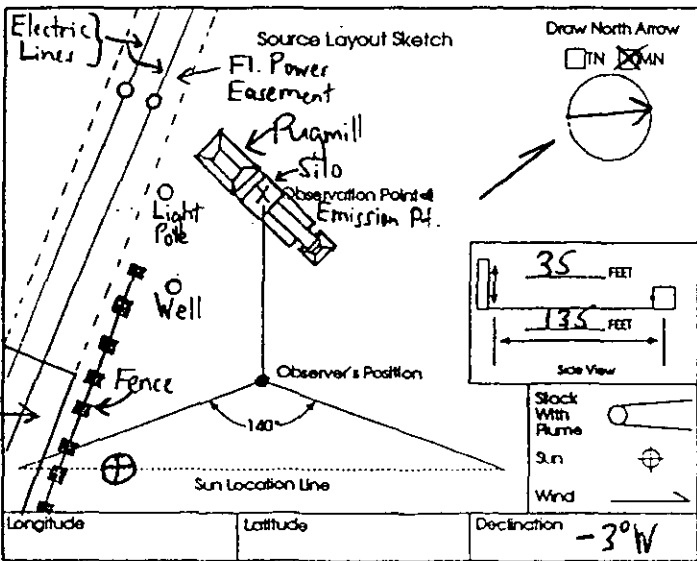 Electric
Lines
Source Layout Sketch
Fl. Power
Easement
Draw North Arrow
TN
MN
Pugmill
Silo
Observation Point
Emission Pt.
Light
Pole
Well
Fence
Observer's Position
140°
Sun Location Line
35 FEET
135 FEET
Side View
Stack
With
Plume
Sun
Wind
Longitude
Latitude
Declination -3°W